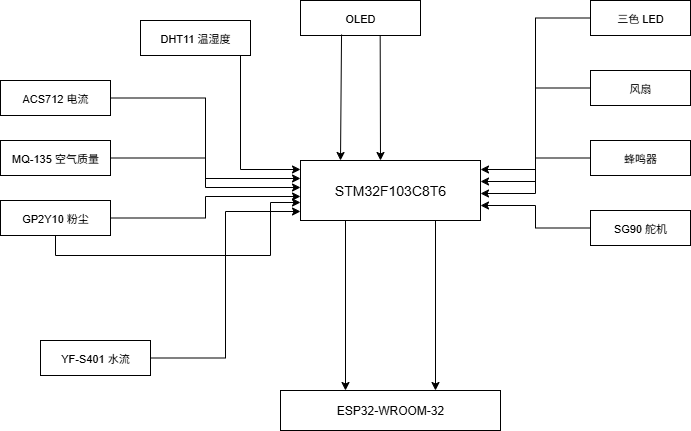 OLED
三色 LED
DHT11 温湿度
风扇
ACS712 电流
MQ-135 空气质量
蜂鸣器
STM32F103C8T6
GP2Y10 粉尘
SG90 舵机
YF-S401 水流
ESP32-WROOM-32